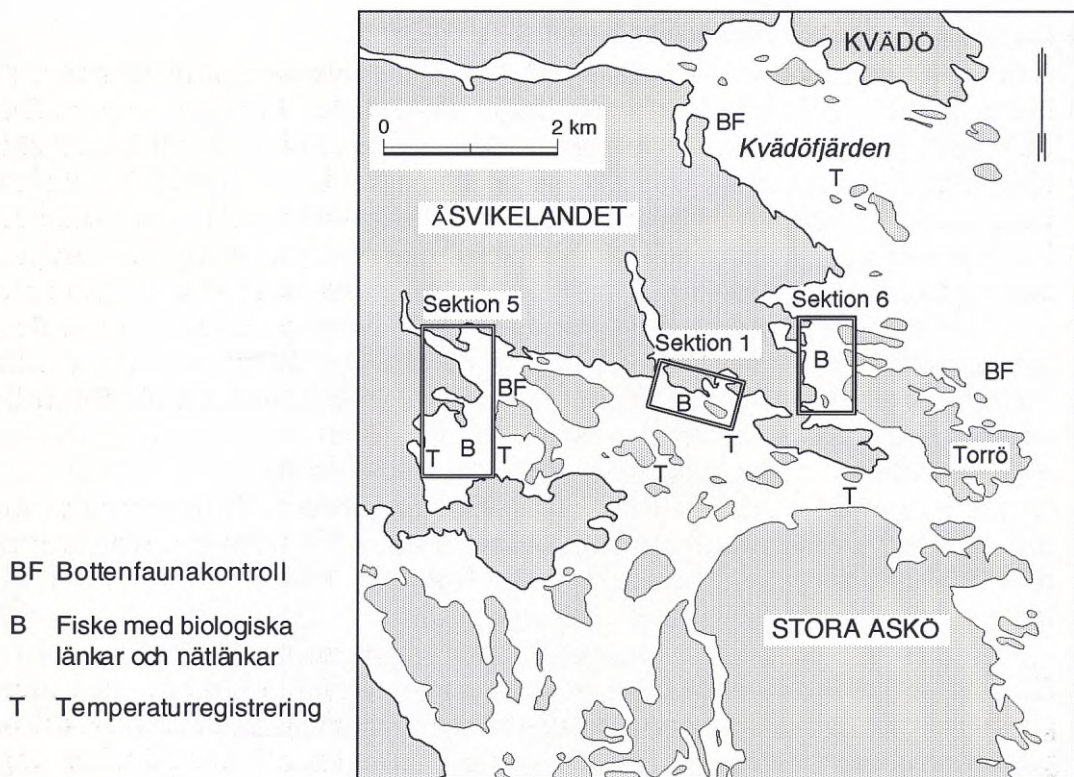 KVÄDÖ
0 2 km
BF
Kvädöfjärden
T
ÅSVIKELANDET
Sektion 5
Sektion 6
Sektion 1
B
BF
BF
B
T
B
T
T
T
Torrö
T
STORA ASKÖ
BF Bottenfaunakontroll
B Fiske med biologiska
länkar och nätlänkar
T Temperaturregistrering